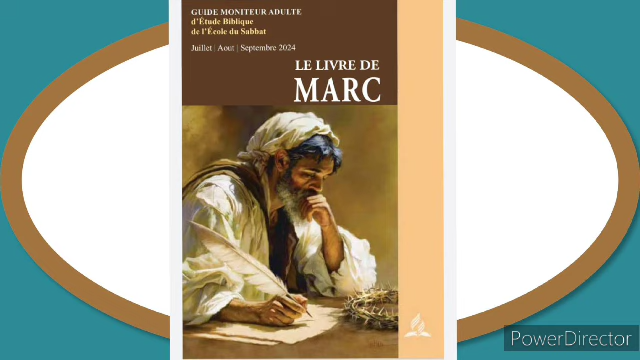 GUIDE MONITEUR ADULTE
d'Étude Biblique
de l'École du Sabbat
Juillet | Aout | Septembre 2024
LE LIVRE DE
MARC
PowerDirector